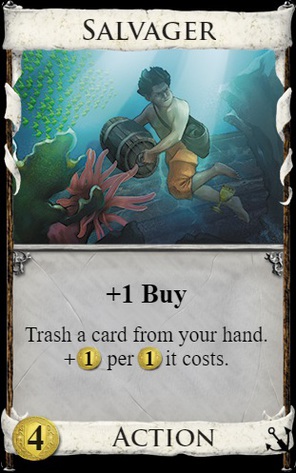 SALVAGER
+1 Buy
Trash a card from your hand.
+1 per 1 it costs.
4 ACTION